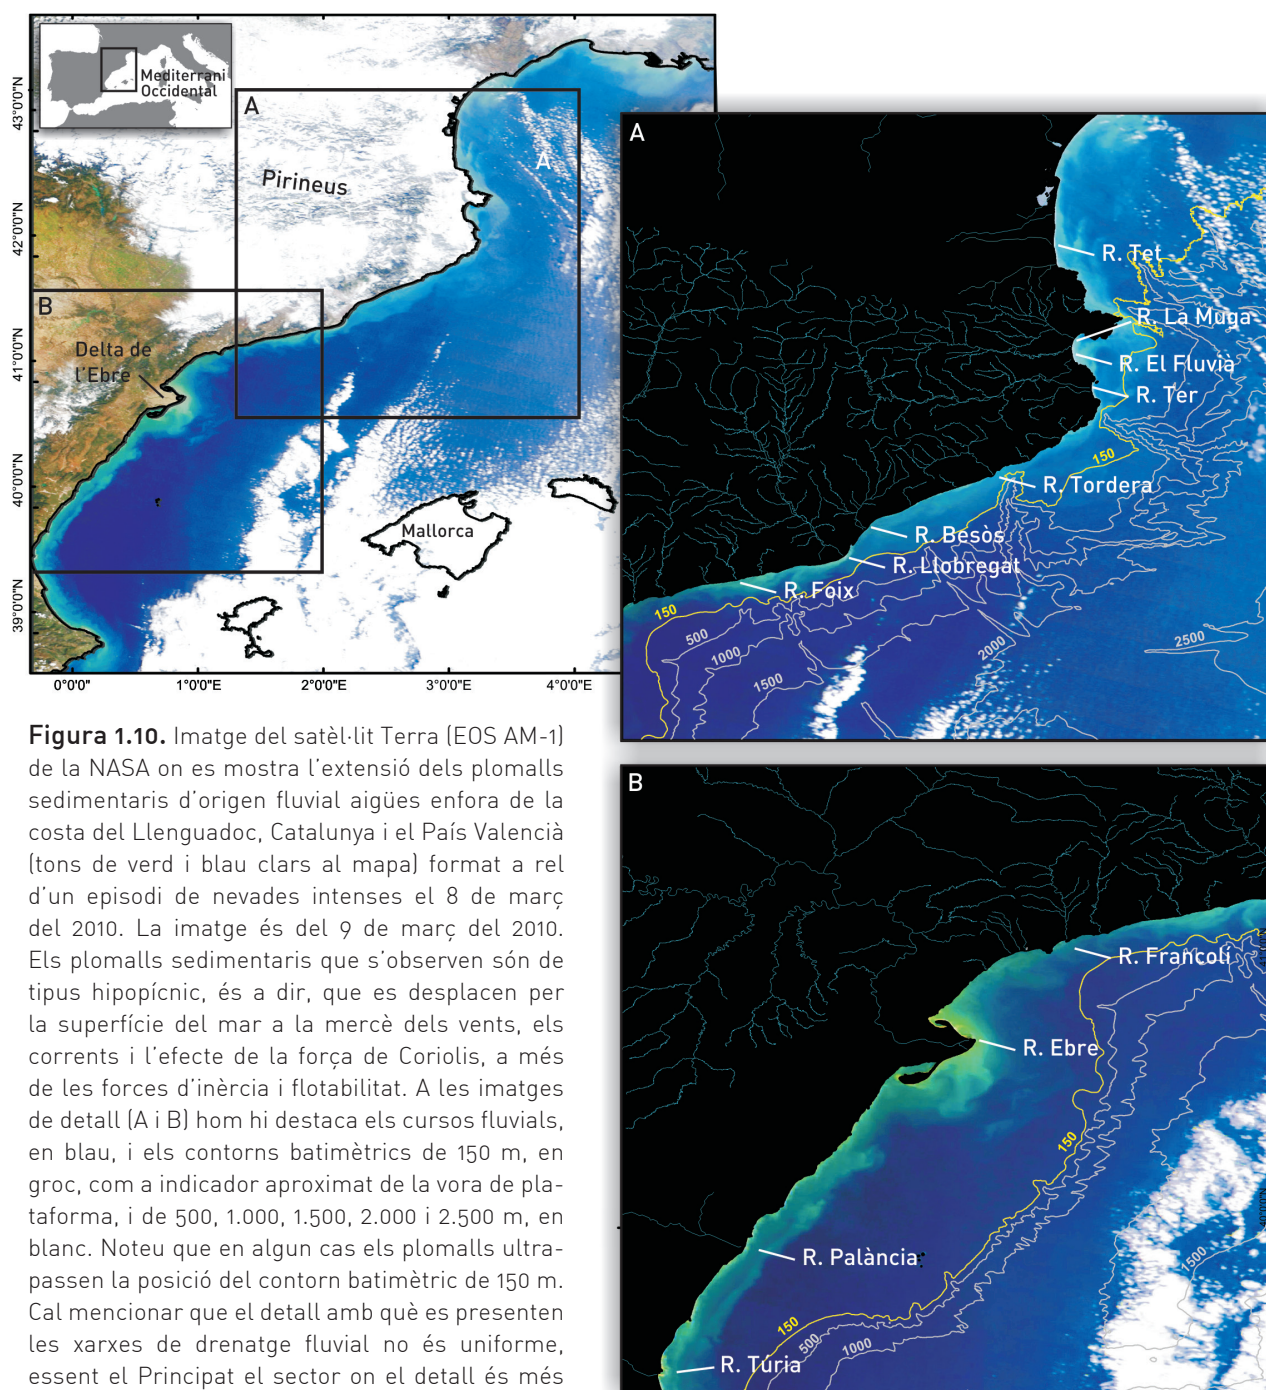 Mediterrani
Occidental
A
A
Pirineus
B
Delta de
l'Ebre
Mallorca
43°0'0"N
42°0'0"N
41°0'0"N
40°0'0"N
39°0'0"N
0°0'0"
1°0'0"E
2°0'0"E
3°0'0"E
4°0'0"E
A
R. Tet
R. La Muga
R. El Fluvià
R. Ter
150
R. Tordera
R. Besòs
R. Llobregat
R. Foix
150
500
1000
1500
2000
2500
Figura 1.10. Imatge del satèl·lit Terra (EOS AM-1)
de la NASA on es mostra l'extensió dels plomalls
sedimentaris d'origen fluvial aigües enfora de la
costa del Llenguadoc, Catalunya i el País Valencià
(tons de verd i blau clars al mapa) format a rel
d'un episodi de nevades intenses el 8 de març
del 2010. La imatge és del 9 de març del 2010.
Els plomalls sedimentaris que s'observen són de
tipus hipopícnic, és a dir, que es desplacen per
la superfície del mar a la mercè dels vents, els
corrents i l'efecte de la força de Coriolis, a més
de les forces d'inèrcia i flotabilitat. A les imatges
de detall (A i B) hom hi destaca els cursos fluvials,
en blau, i els contorns batimètrics de 150 m, en
groc, com a indicador aproximat de la vora de pla-
taforma, i de 500, 1.000, 1.500, 2.000 i 2.500 m, en
blanc. Noteu que en algun cas els plomalls ultra-
passen la posició del contorn batimètric de 150 m.
Cal mencionar que el detall amb què es presenten
les xarxes de drenatge fluvial no és uniforme,
essent el Principat el sector on el detall és més
B
R. Francolí
R. Ebre
150
R. Palància
150
500
1000
1500
R. Túria